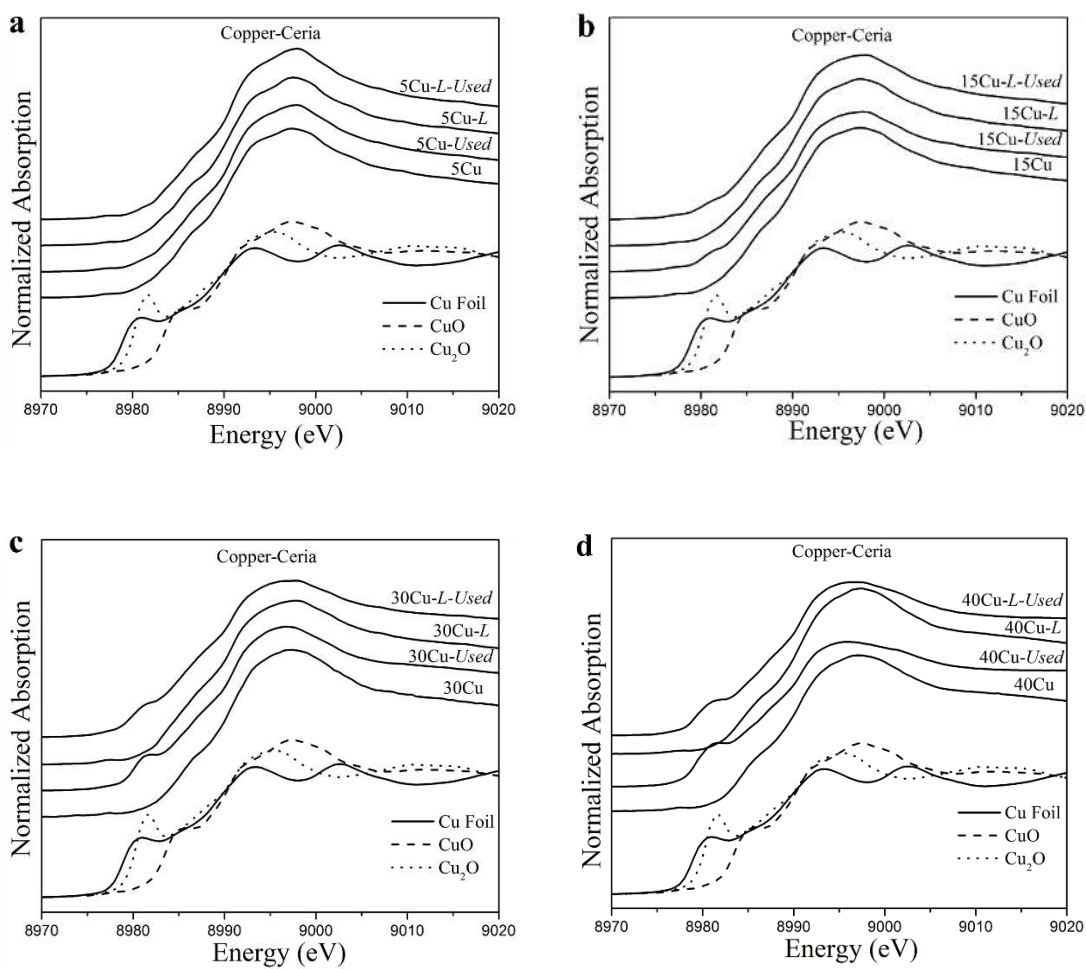 a
Copper-Ceria
5Cu-L-Used
5Cu-L
5Cu-Used
5Cu
Normalized Absorption
Cu Foil
CuO
Cu₂O
8970 8980 8990 9000 9010 9020
Energy (eV)
b
Copper-Ceria
15Cu-L-Used
15Cu-L
15Cu-Used
15Cu
Normalized Absorption
Cu Foil
CuO
Cu₂O
8970 8980 8990 9000 9010 9020
Energy (eV)
c
Copper-Ceria
30Cu-L-Used
30Cu-L
30Cu-Used
30Cu
Normalized Absorption
Cu Foil
CuO
Cu₂O
8970 8980 8990 9000 9010 9020
Energy (eV)
d
Copper-Ceria
40Cu-L-Used
40Cu-L
40Cu-Used
40Cu
Normalized Absorption
Cu Foil
CuO
Cu₂O
8970 8980 8990 9000 9010 9020
Energy (eV)